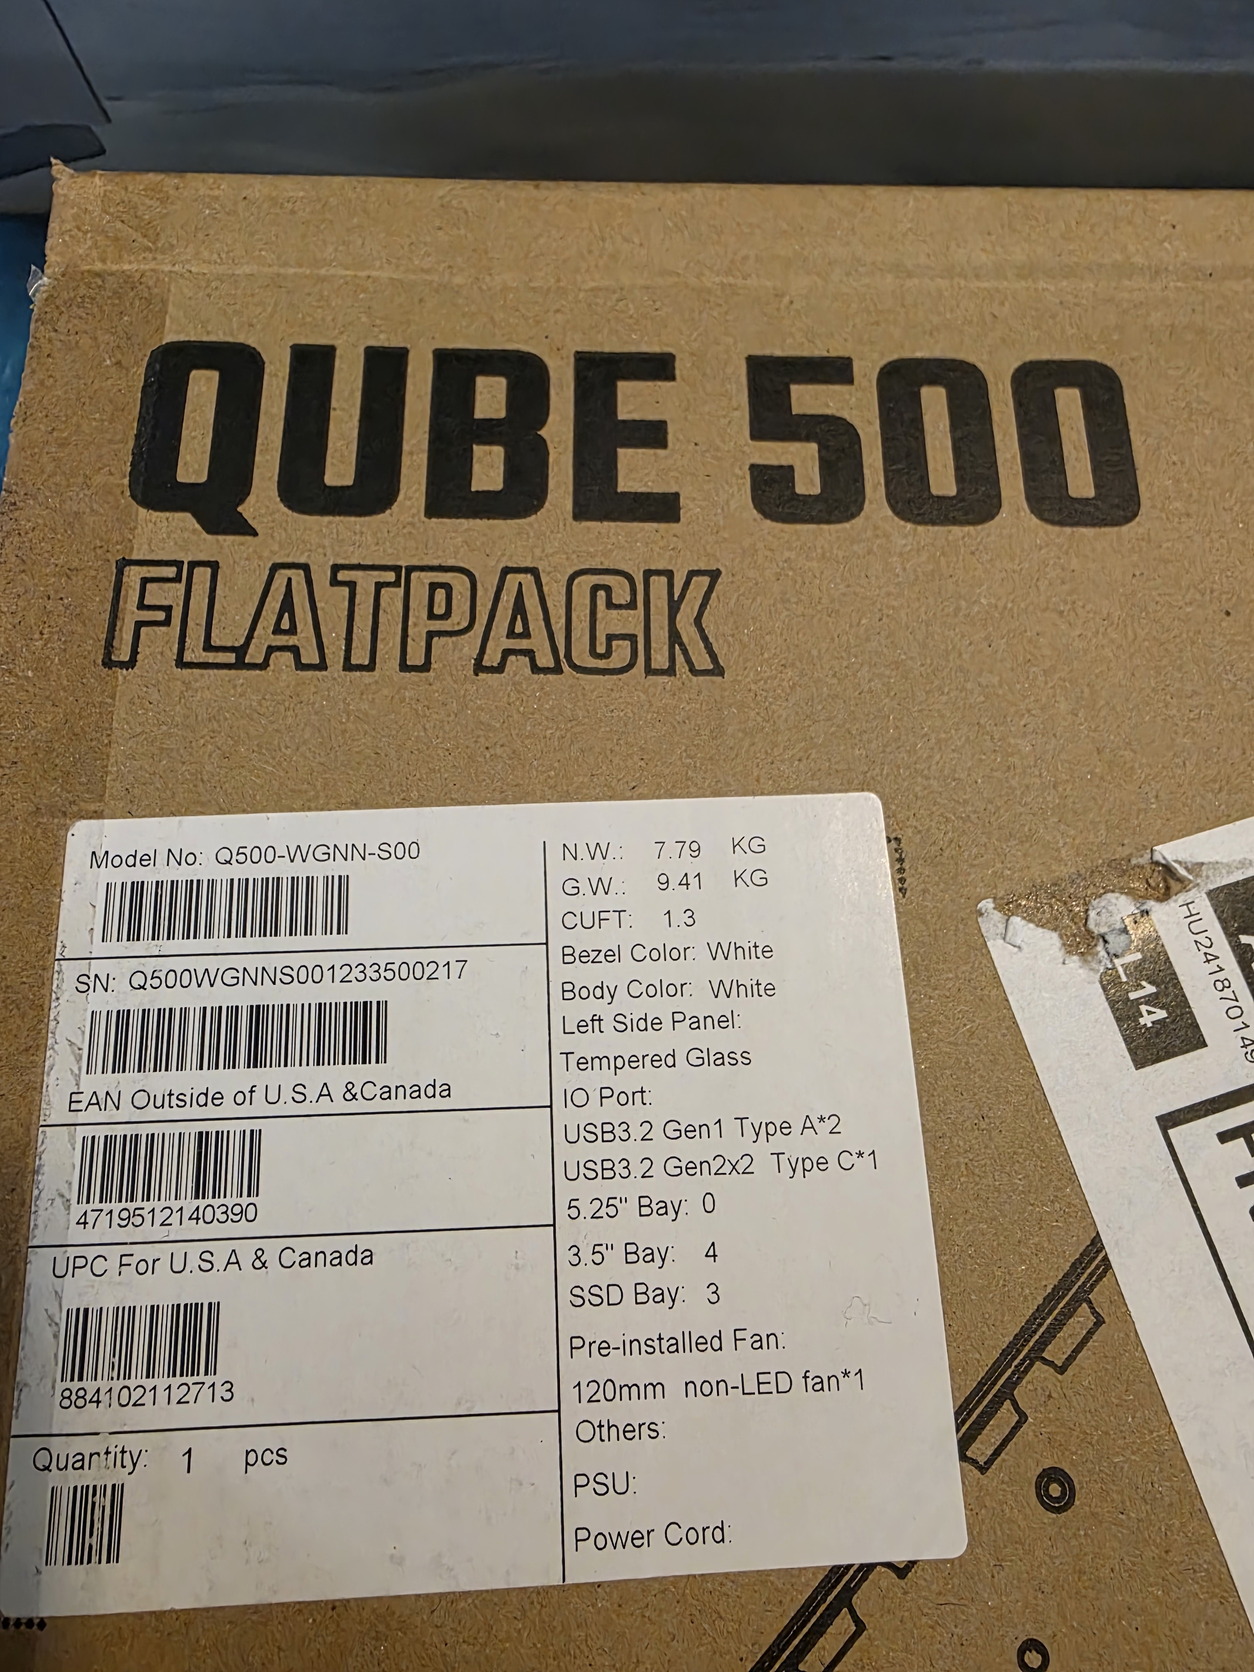 QUBE 500
FLATPACK
Model No: Q500-WGNN-S00
SN: Q500WGNNS001233500217
EAN Outside of U.S.A &Canada
4719512140390
UPC For U.S.A & Canada
884102112713
Quantity: 1 pcs
N.W.: 7.79 KG
G.W.: 9.41 KG
CUFT: 1.3
Bezel Color: White
Body Color: White
Left Side Panel:
Tempered Glass
IO Port:
USB3.2 Gen1 Type A*2
USB3.2 Gen2x2 Type C*1
5.25" Bay: 0
3.5" Bay: 4
SSD Bay: 3
Pre-installed Fan:
120mm non-LED fan*1
Others:
PSU:
Power Cord:
L14